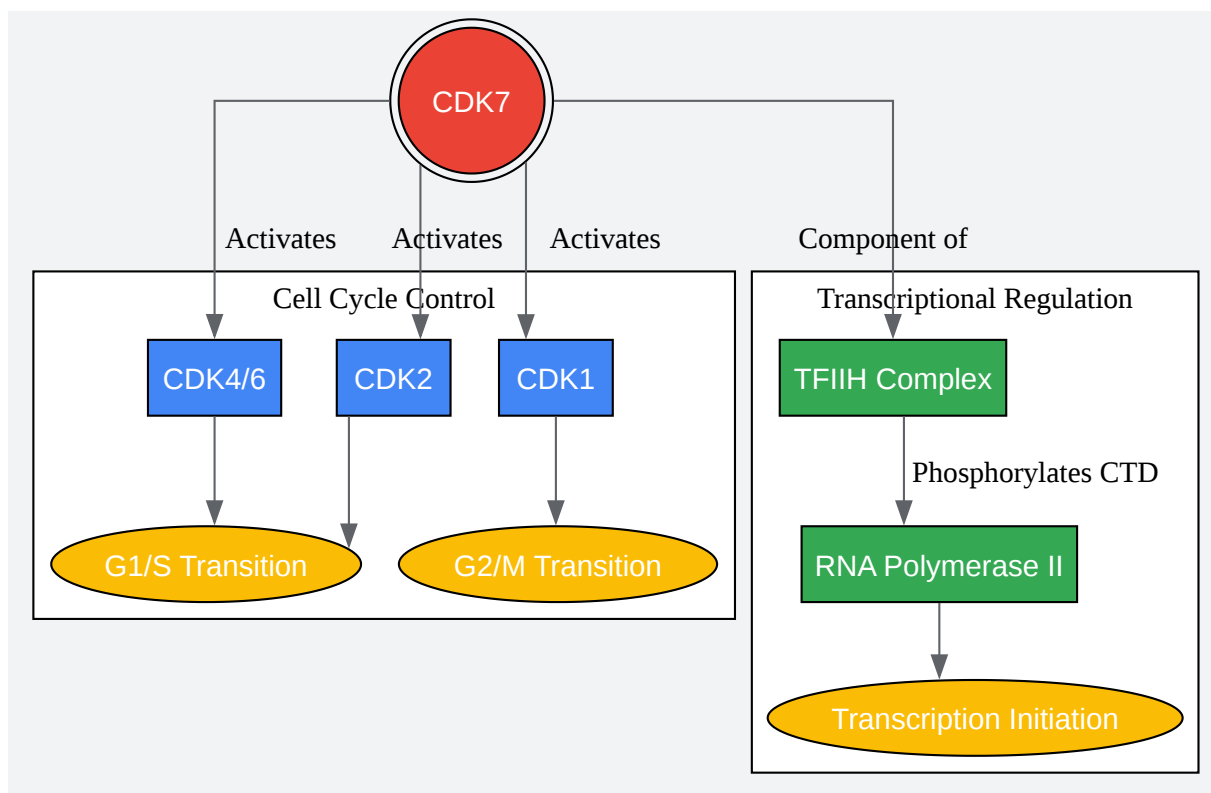 CDK7
Activates
Activates
Activates
Component of
Cell Cycle Control
Transcriptional Regulation
CDK4/6
CDK2
CDK1
TFIIH Complex
Phosphorylates CTD
G1/S Transition
G2/M Transition
RNA Polymerase II
Transcription Initiation